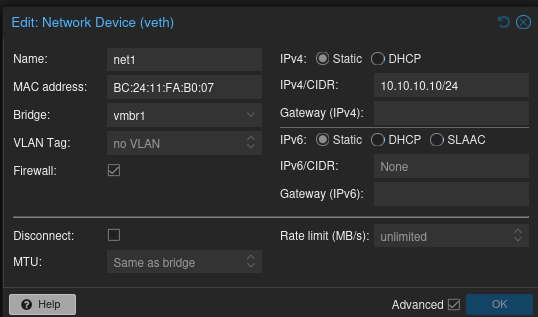 Edit: Network Device (veth)
Name: net1
MAC address: BC:24:11:FA:B0:07
Bridge: vmbr1
VLAN Tag: no VLAN
Firewall:
IPv4: Static DHCP
IPv4/CIDR: 10.10.10.10/24
Gateway (IPv4):
IPv6: Static DHCP SLAAC
IPv6/CIDR: None
Gateway (IPv6):
Disconnect:
MTU: Same as bridge
Rate limit (MB/s): unlimited
Help
Advanced
OK